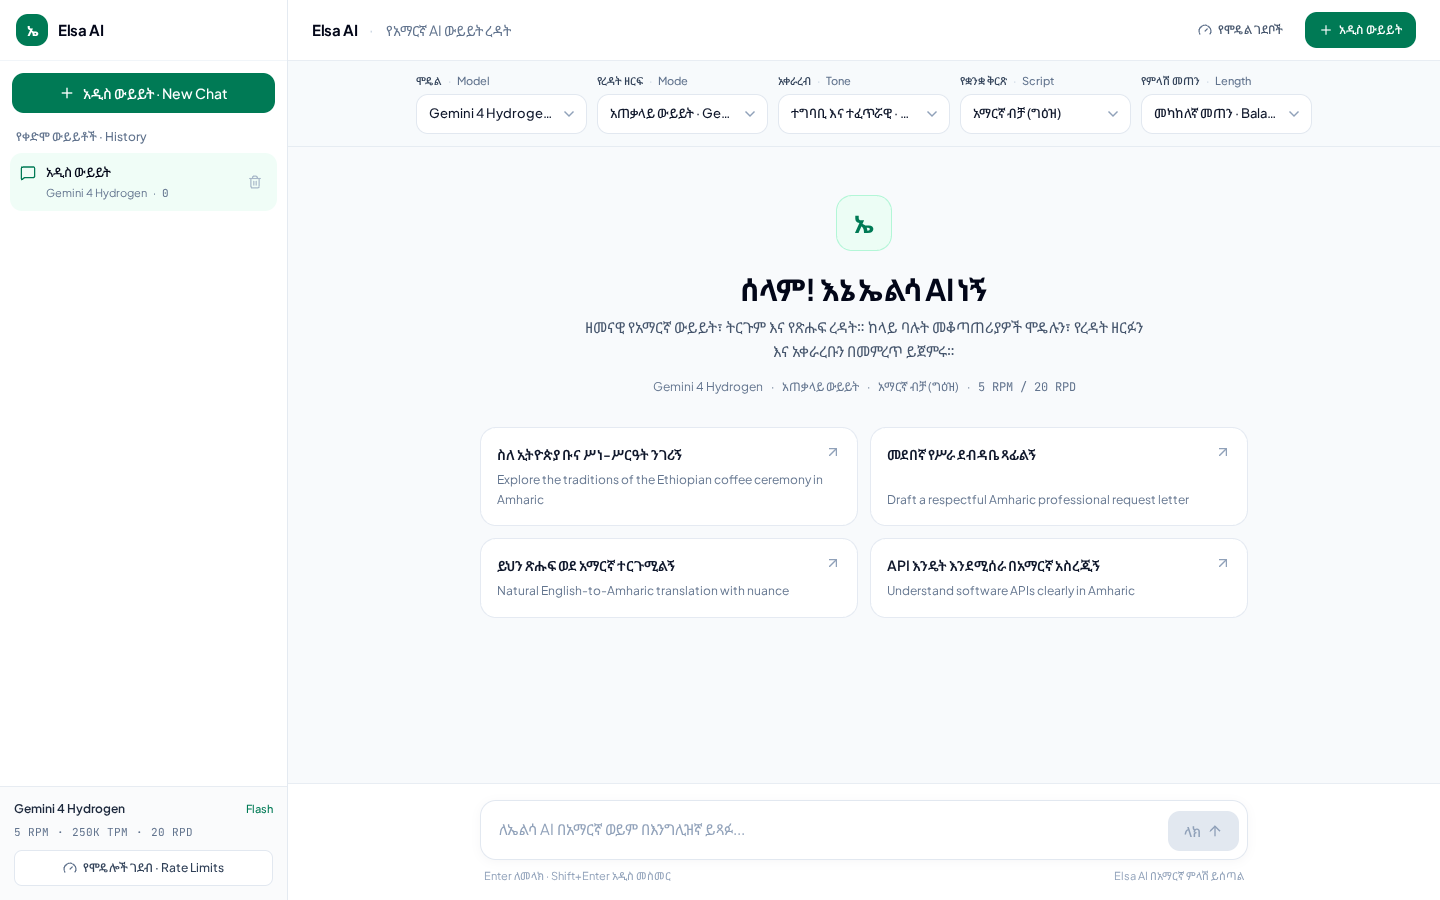 ኤ Elsa AI
አዲስ ውይይት · New Chat
የቀድሞ ውይይቶች · History
አዲስ ውይይት
Gemini 4 Hydrogen · 0
Gemini 4 Hydrogen Flash
5 RPM · 250K TPM · 20 RPD
የሞዴሎች ገደብ · Rate Limits
Elsa AI · የአማርኛ AI ውይይት ረዳት
የሞዴል ገደቦች
አዲስ ውይይት
ሞዴል · Model
Gemini 4 Hydroge...
የረዳት ዘርፍ · Mode
አጠቃላይ ውይይት · Ge...
አቀራረብ · Tone
ተግባቢ እና ተፈጥሯዊ · ...
የቋንቋ ቅርጽ · Script
አማርኛ ብቻ (ግዕዝ)
የምላሽ መጠን · Length
መካከለኛ መጠን · Bala...
ኤ
ሰላም! እኔ ኤልሳ AI ነኝ
ዘመናዊ የአማርኛ ውይይት፣ ትርጉም እና የጽሑፍ ረዳት። ከላይ ባሉት መቆጣጠሪያዎች ሞዴሉን፣ የረዳት ዘርፉን
እና አቀራረቡን በመምረጥ ይጀምሩ።
Gemini 4 Hydrogen · አጠቃላይ ውይይት · አማርኛ ብቻ (ግዕዝ) · 5 RPM / 20 RPD
ስለ ኢትዮጵያ ቡና ሥነ-ሥርዓት ንገሪኝ
Explore the traditions of the Ethiopian coffee ceremony in
Amharic
መደበኛ የሥራ ደብዳቤ ጻፊልኝ
Draft a respectful Amharic professional request letter
ይህን ጽሑፍ ወደ አማርኛ ተርጉሚልኝ
Natural English-to-Amharic translation with nuance
API እንዴት እንደሚሰራ በአማርኛ አስረጂኝ
Understand software APIs clearly in Amharic
ለኤልሳ AI በአማርኛ ወይም በእንግሊዝኛ ይጻፉ...
ላክ
Enter ለመላክ · Shift+Enter አዲስ መስመር
Elsa AI በአማርኛ ምላሽ ይሰጣል